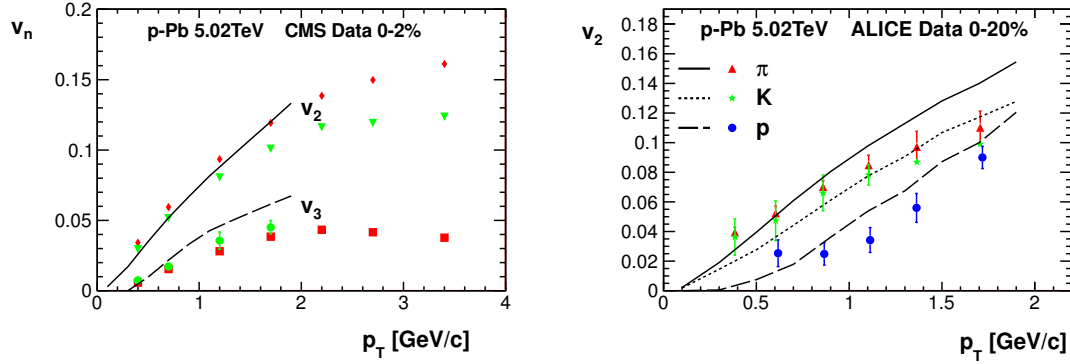 v_n
p-Pb 5.02TeV CMS Data 0-2%
0.2
0.15
0.1
0.05
0
v_2
v_3
0 1 2 3 4
p_T [GeV/c]
v_2
p-Pb 5.02TeV ALICE Data 0-20%
π
K
p
0.2
0.18
0.16
0.14
0.12
0.1
0.08
0.06
0.04
0.02
0
0 0.5 1 1.5 2
p_T [GeV/c]